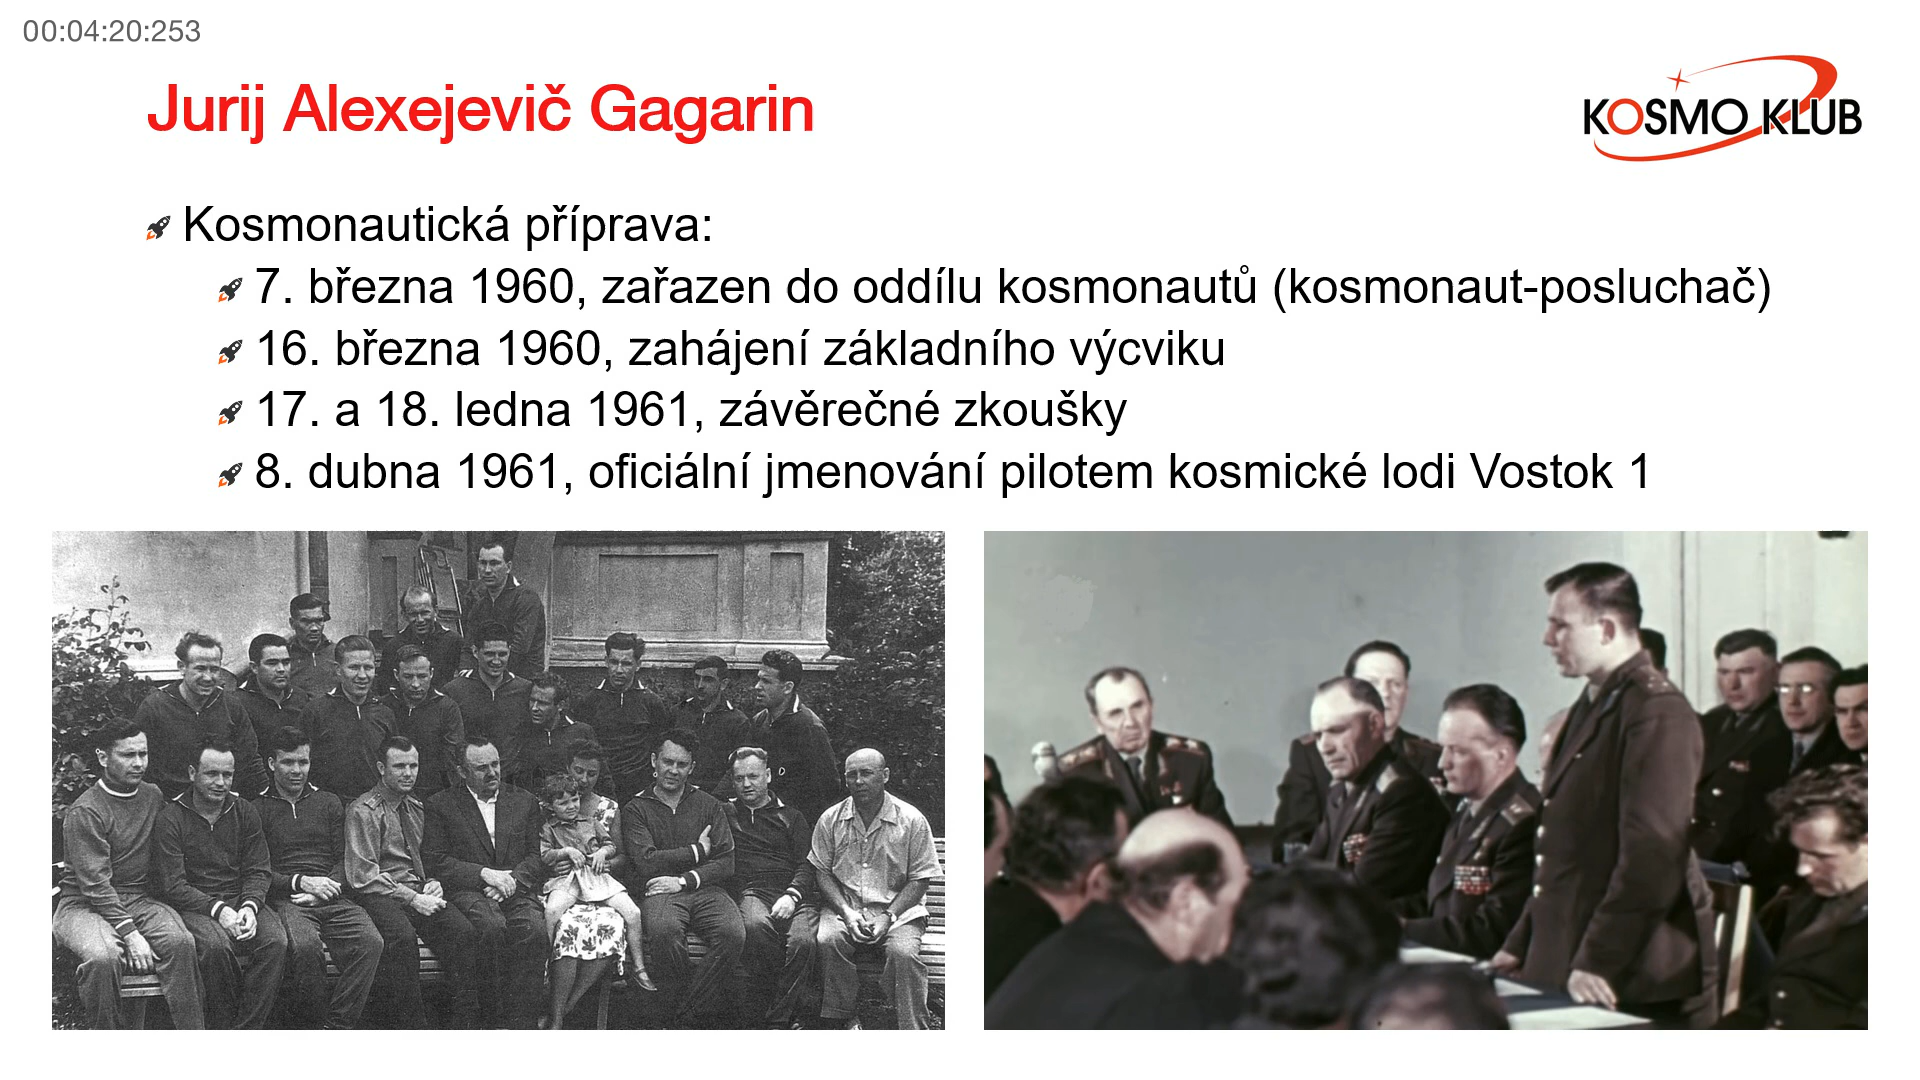 00:04:20:253
Jurij Alexejevič Gagarin
KOSMO KLUB
Kosmonautická příprava:
7. března 1960, zařazen do oddílu kosmonautů (kosmonaut-posluchač)
16. března 1960, zahájení základního výcviku
17. a 18. ledna 1961, závěrečné zkoušky
8. dubna 1961, oficiální jmenování pilotem kosmické lodi Vostok 1